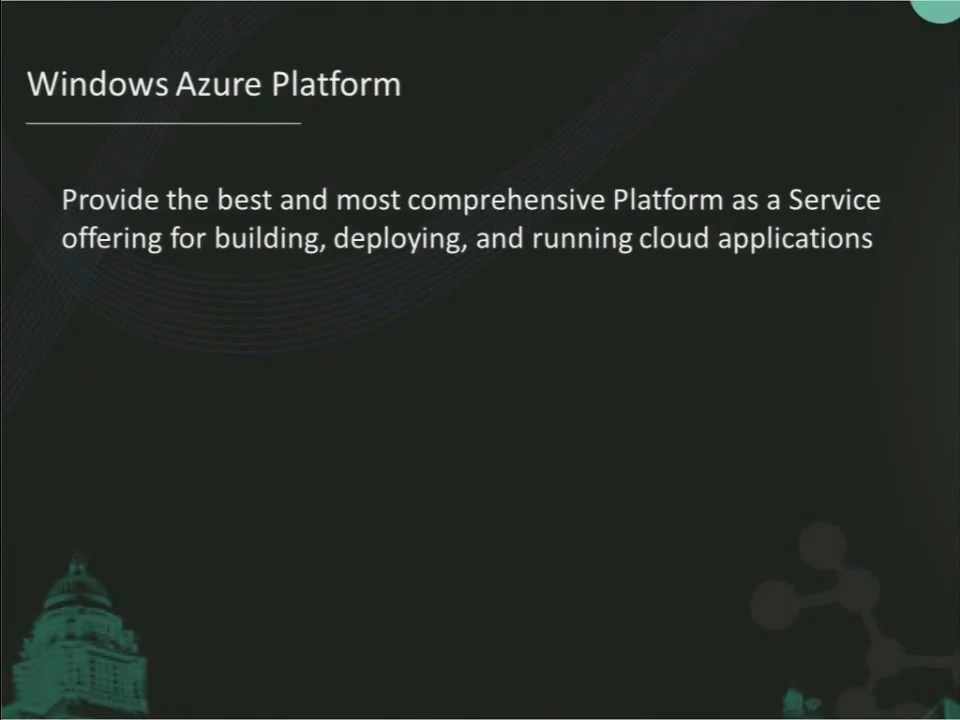 Windows Azure Platform
Provide the best and most comprehensive Platform as a Service
offering for building, deploying, and running cloud applications